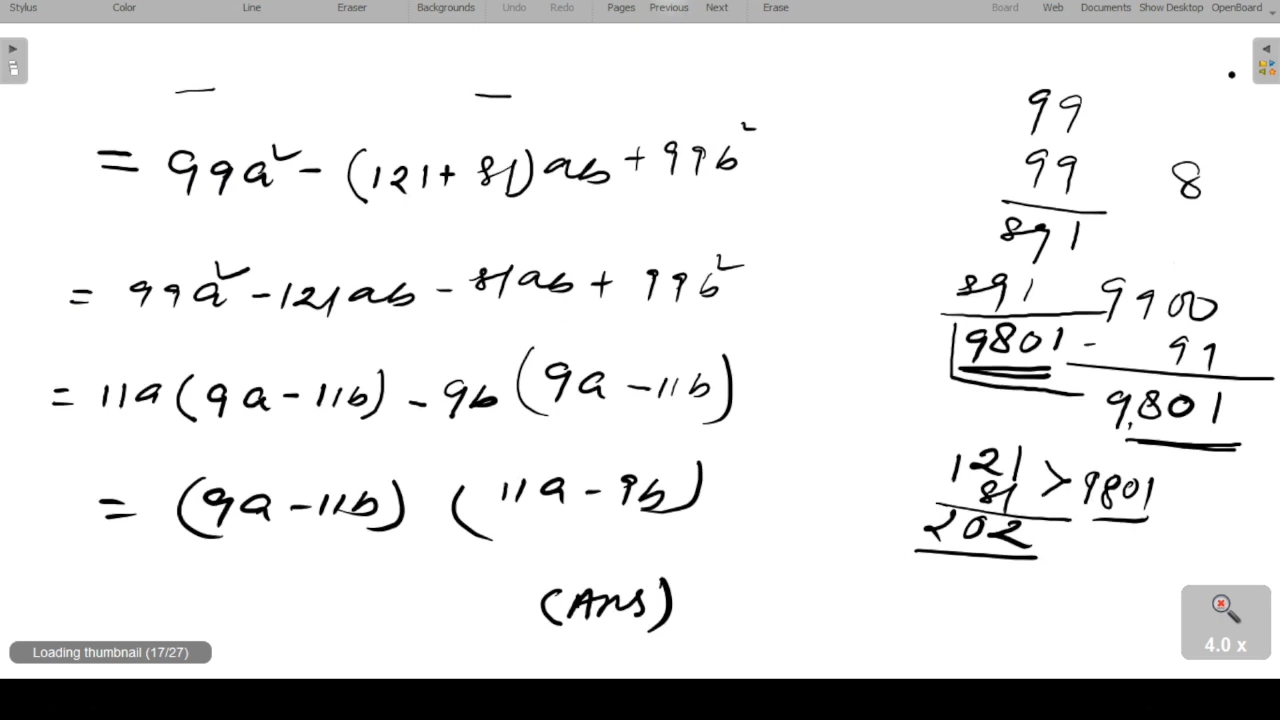 Stylus Color Line Eraser Backgrounds Undo Redo Pages Previous Next Erase Board Web Documents Show Desktop OpenBoard
= 99a² - (121 + 81)ab + 99b²
= 99a² - 121ab - 81ab + 99b²
= 11a(9a - 11b) - 9b(9a - 11b)
= (9a - 11b) (11a - 9b)
(Ans)
99
99
8
891
891
9801
9900
- 99
9,801
121
81
> 9801
202
Loading thumbnail (17/27)
4.0 x